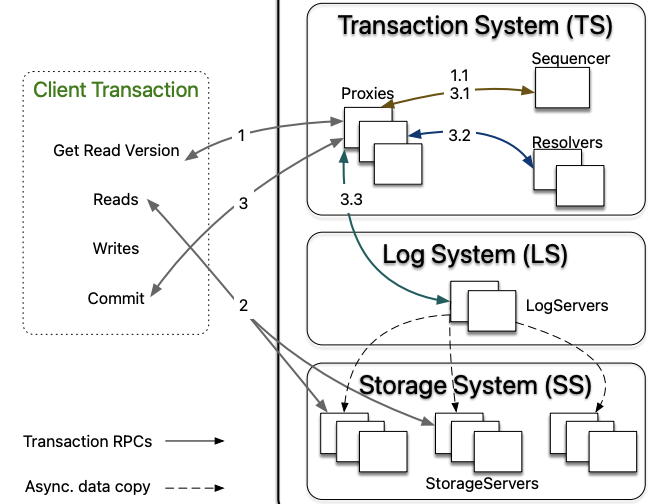 Transaction System (TS)
Sequencer
1.1
3.1
Proxies
Client Transaction
1
3.2
Resolvers
Get Read Version
Reads
3
3.3
Writes
Log System (LS)
Commit
2
LogServers
Storage System (SS)
Transaction RPCs
StorageServers
Async. data copy